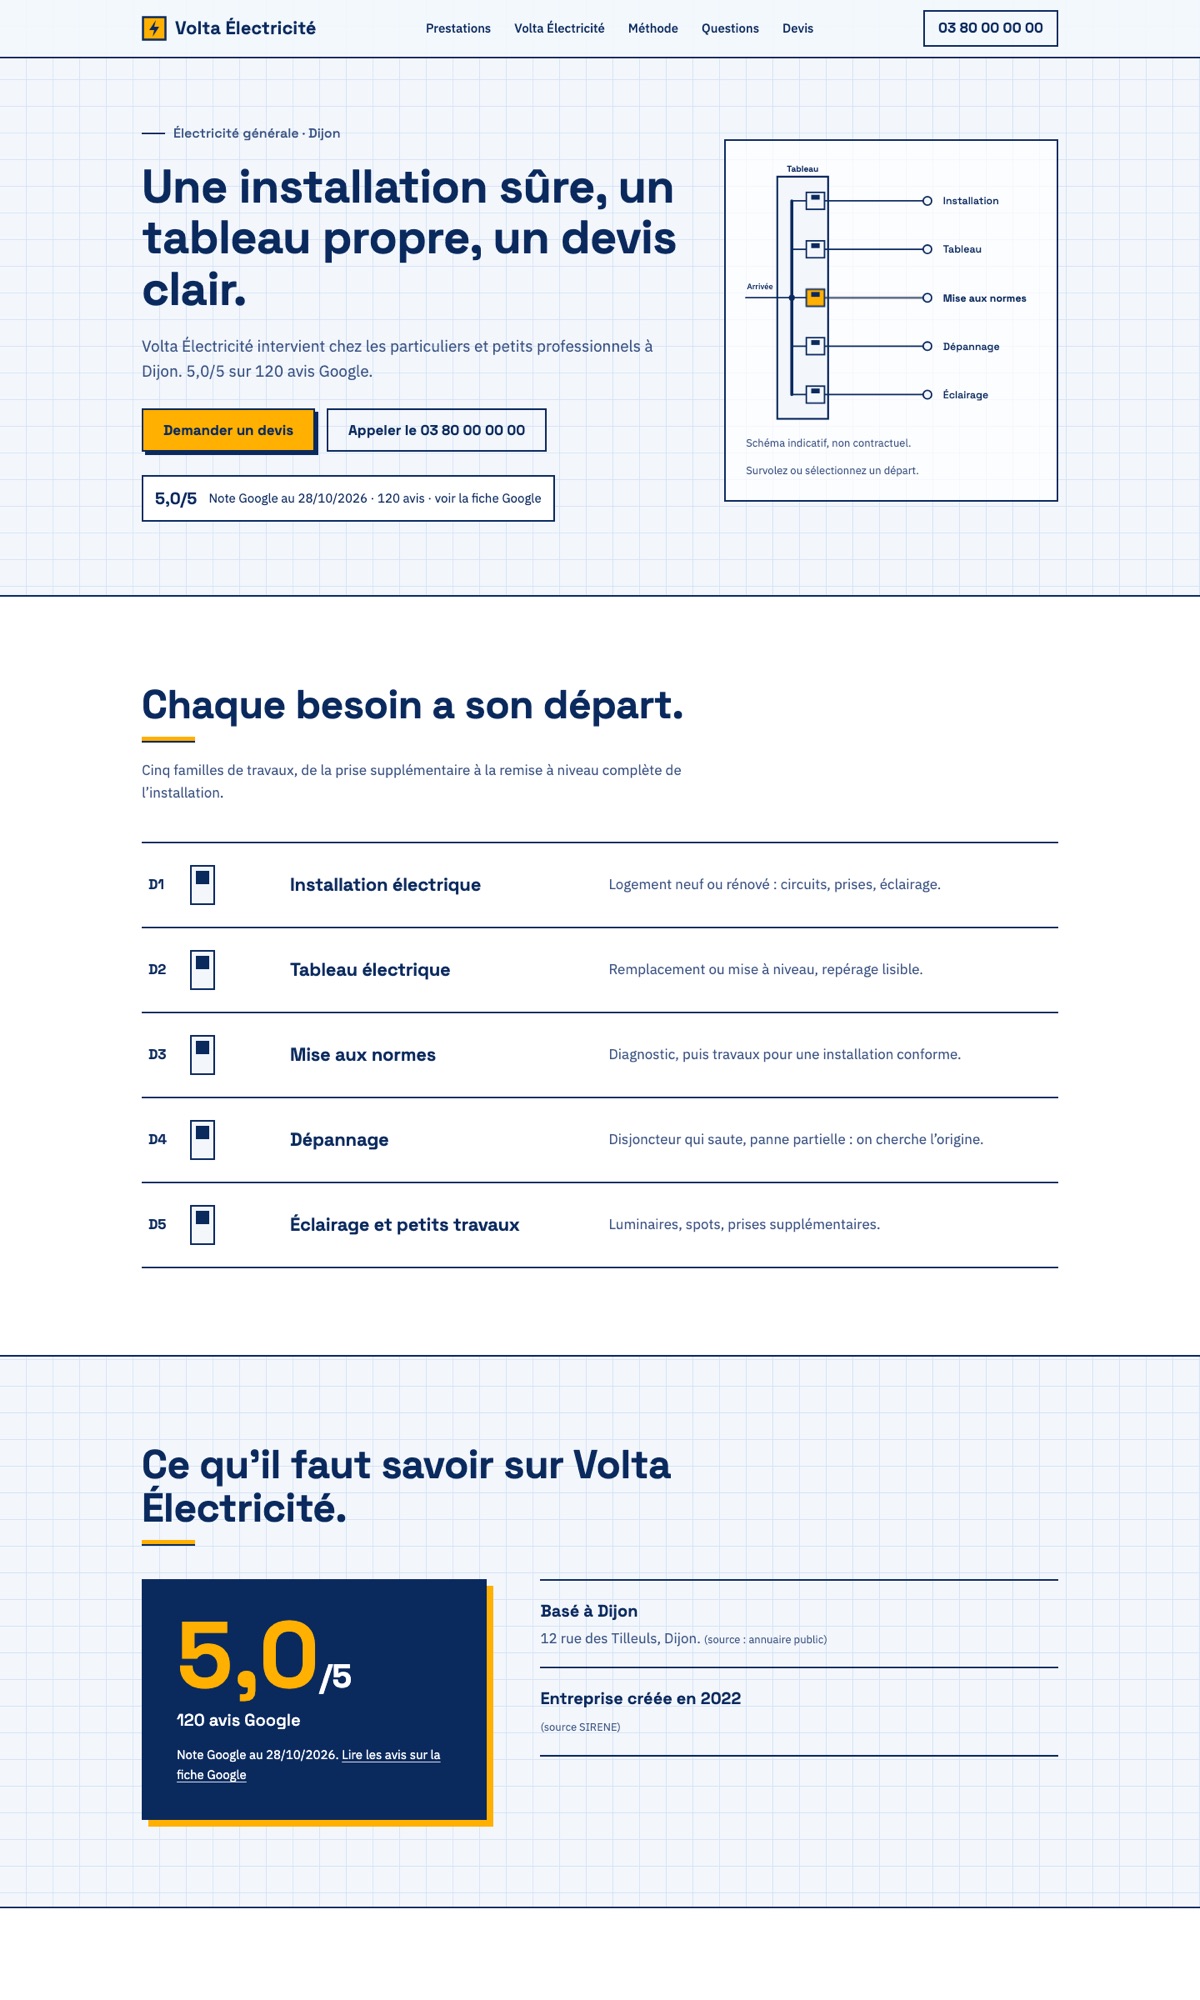 Volta Électricité
Prestations
Volta Électricité
Méthode
Questions
Devis
03 80 00 00 00
Électricité générale · Dijon
Une installation sûre, un
tableau propre, un devis
clair.
Volta Électricité intervient chez les particuliers et petits professionnels à
Dijon. 5,0/5 sur 120 avis Google.
Demander un devis
Appeler le 03 80 00 00 00
5,0/5 Note Google au 28/10/2026 · 120 avis · voir la fiche Google
Tableau
Installation
Tableau
Arrivée
Mise aux normes
Dépannage
Éclairage
Schéma indicatif, non contractuel.
Survolez ou sélectionnez un départ.
Chaque besoin a son départ.
Cinq familles de travaux, de la prise supplémentaire à la remise à niveau complète de
l’installation.
D1 Installation électrique Logement neuf ou rénové : circuits, prises, éclairage.
D2 Tableau électrique Remplacement ou mise à niveau, repérage lisible.
D3 Mise aux normes Diagnostic, puis travaux pour une installation conforme.
D4 Dépannage Disjoncteur qui saute, panne partielle : on cherche l’origine.
D5 Éclairage et petits travaux Luminaires, spots, prises supplémentaires.
Ce qu’il faut savoir sur Volta
Électricité.
5,0/5
120 avis Google
Note Google au 28/10/2026. Lire les avis sur la
fiche Google
Basé à Dijon
12 rue des Tilleuls, Dijon. (source : annuaire public)
Entreprise créée en 2022
(source SIRENE)